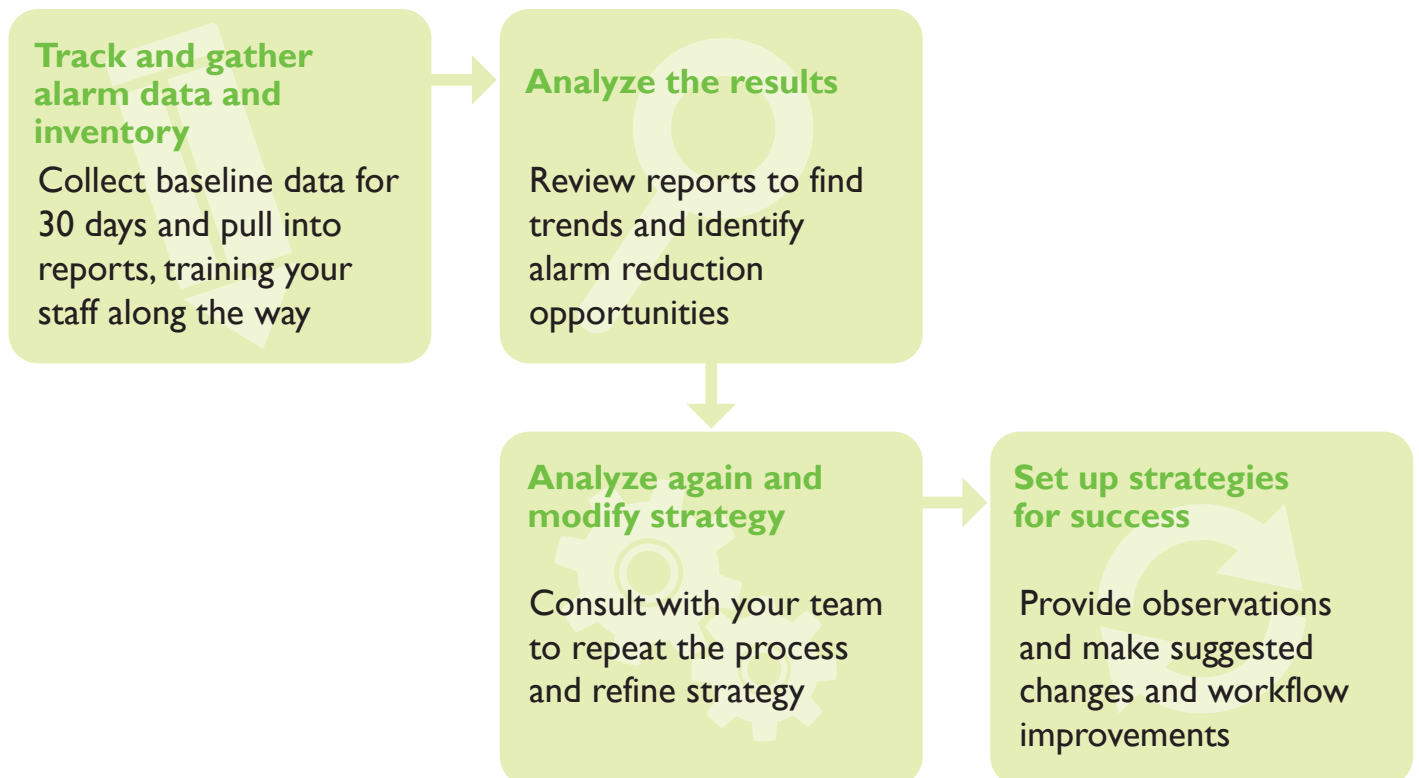 Track and gather
alarm data and
inventory
Collect baseline data for
30 days and pull into
reports, training your
staff along the way
Analyze the results
Review reports to find
trends and identify
alarm reduction
opportunities
Analyze again and
modify strategy
Consult with your team
to repeat the process
and refine strategy
Set up strategies
for success
Provide observations
and make suggested
changes and workflow
improvements